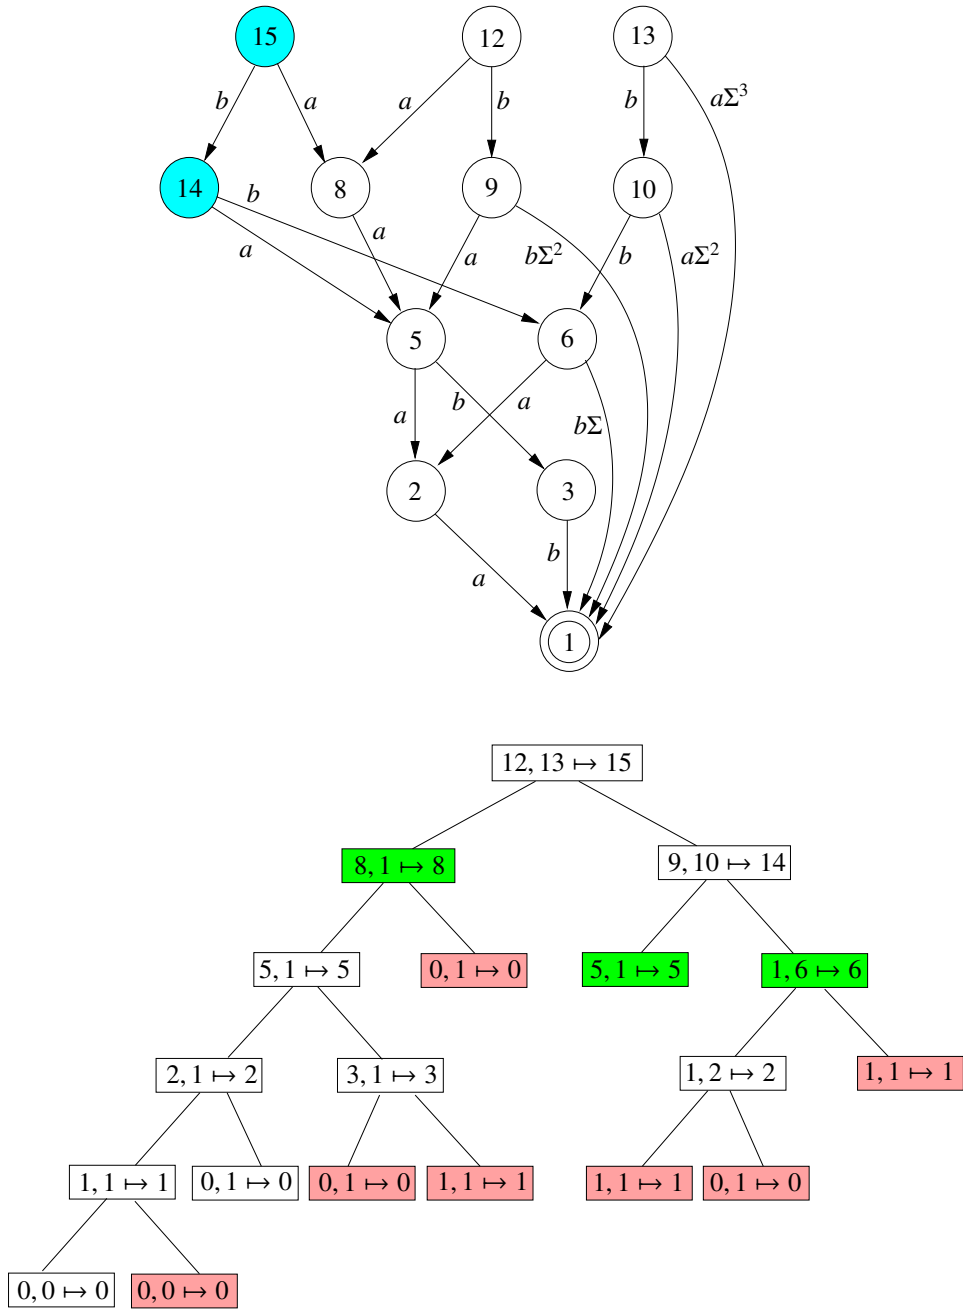 15 12 13
b a a b b aΣ³
14 8 9 10
b a a a bΣ² b aΣ²
5 6
a b a bΣ
2 3
a b
1
12, 13 ↦ 15
8, 1 ↦ 8 9, 10 ↦ 14
5, 1 ↦ 5 0, 1 ↦ 0 5, 1 ↦ 5 1, 6 ↦ 6
2, 1 ↦ 2 3, 1 ↦ 3 1, 2 ↦ 2 1, 1 ↦ 1
1, 1 ↦ 1 0, 1 ↦ 0 0, 1 ↦ 0 1, 1 ↦ 1 1, 1 ↦ 1 0, 1 ↦ 0
0, 0 ↦ 0 0, 0 ↦ 0